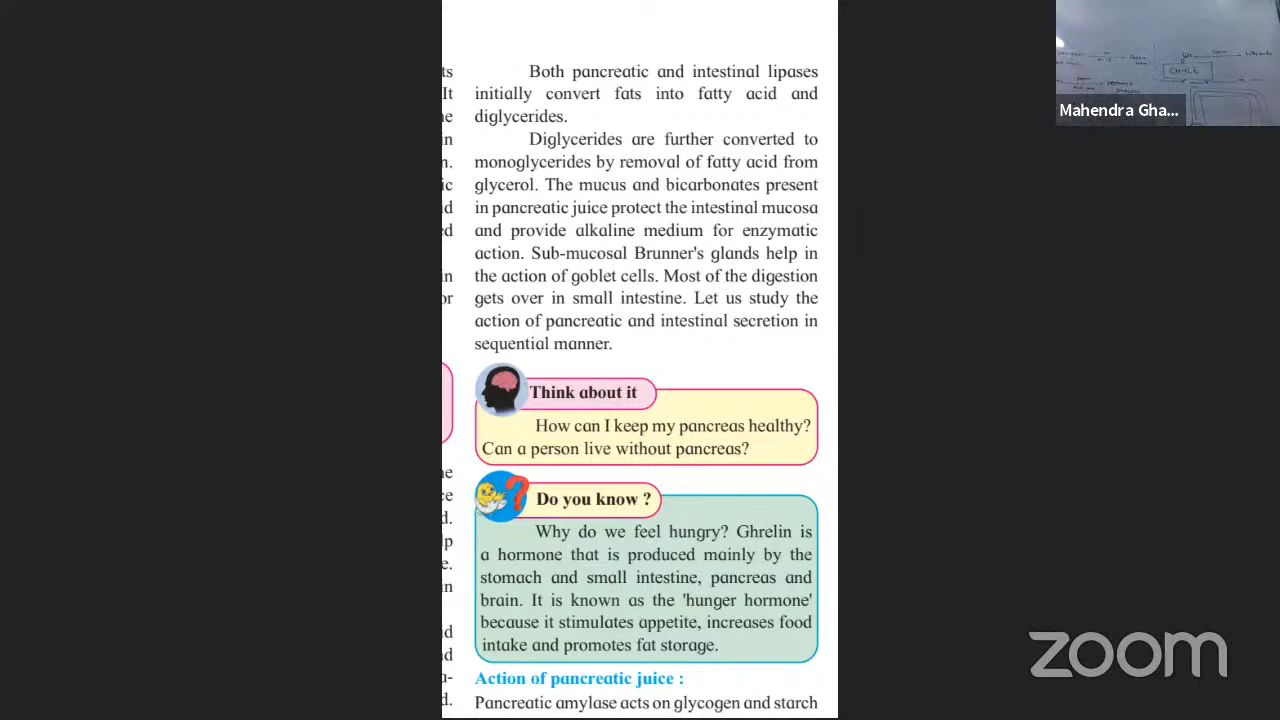 Both pancreatic and intestinal lipases
initially convert fats into fatty acid and
diglycerides.
Diglycerides are further converted to
monoglycerides by removal of fatty acid from
glycerol. The mucus and bicarbonates present
in pancreatic juice protect the intestinal mucosa
and provide alkaline medium for enzymatic
action. Sub-mucosal Brunner's glands help in
the action of goblet cells. Most of the digestion
gets over in small intestine. Let us study the
action of pancreatic and intestinal secretion in
sequential manner.
Think about it
How can I keep my pancreas healthy?
Can a person live without pancreas?
Do you know ?
Why do we feel hungry? Ghrelin is
a hormone that is produced mainly by the
stomach and small intestine, pancreas and
brain. It is known as the 'hunger hormone'
because it stimulates appetite, increases food
intake and promotes fat storage.
Action of pancreatic juice :
Pancreatic amylase acts on glycogen and starch
CHYLE
Mahendra Gha...
zoom